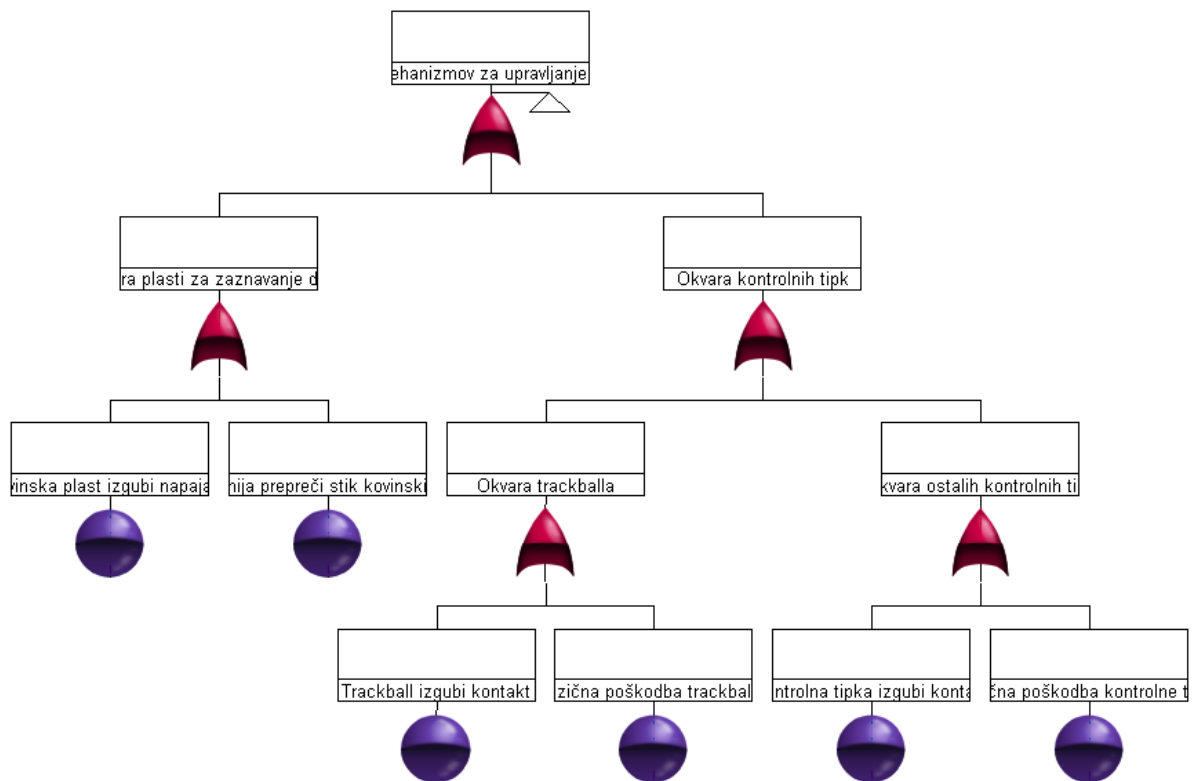 ehanizmov za upravljanje
ra plasti za zaznavanje d
Okvara kontrolnih tipk
vinska plast izgubi napaja
nija prepreči stik kovinski
Okvara trackballa
kvara ostalih kontrolnih ti
Trackball izgubi kontakt
zična poškodba trackbal
ntrolna tipka izgubi konta
čna poškodba kontrolne t